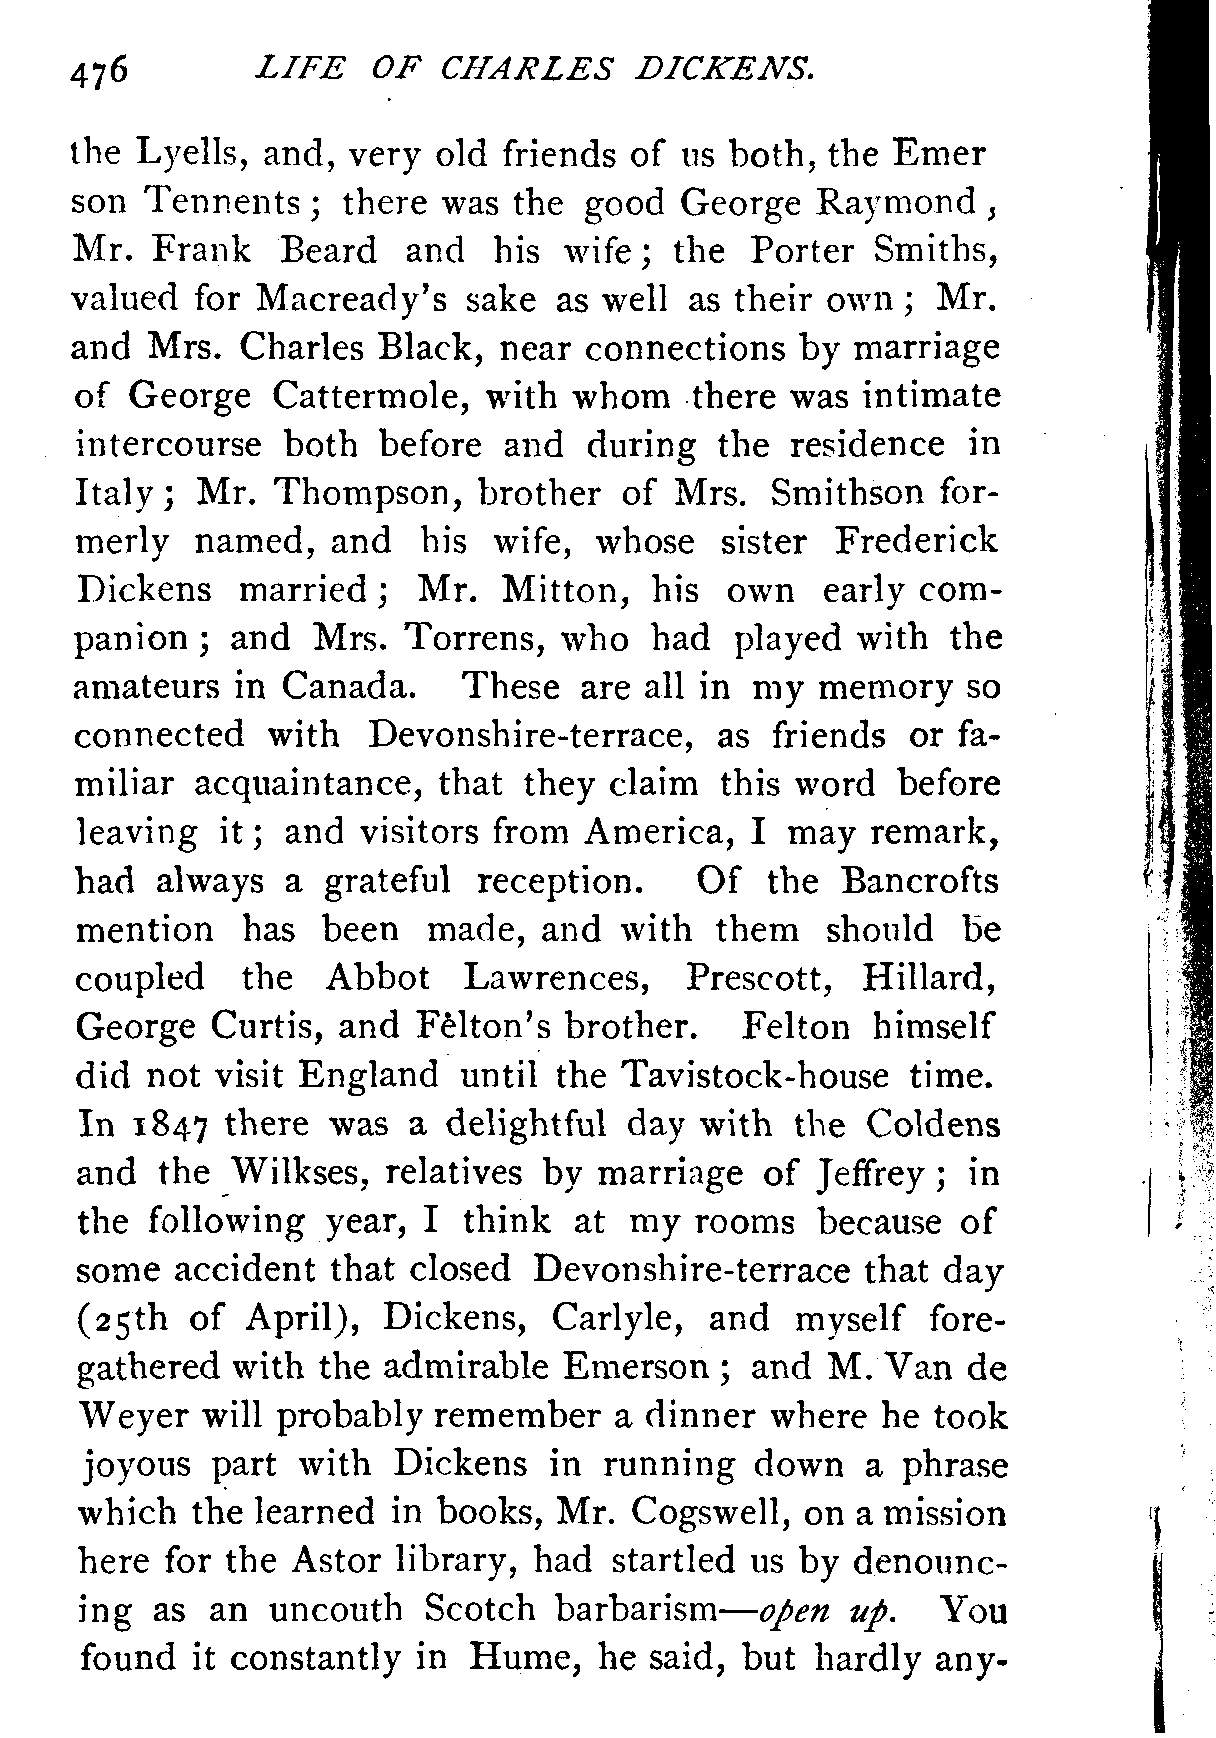 476 LIFE OF CHARLES DICKENS.
the Lyells, and, very old friends of us both, the Emer
son Tennents ; there was the good George Raymond ;
Mr. Frank Beard and his wife ; the Porter Smiths,
valued for Macready's sake as well as their own ; Mr.
and Mrs. Charles Black, near connections by marriage
of George Cattermole, with whom there was intimate
intercourse both before and during the residence in
Italy ; Mr. Thompson, brother of Mrs. Smithson for-
merly named, and his wife, whose sister Frederick
Dickens married ; Mr. Mitton, his own early com-
panion ; and Mrs. Torrens, who had played with the
amateurs in Canada. These are all in my memory so
connected with Devonshire-terrace, as friends or fa-
miliar acquaintance, that they claim this word before
leaving it ; and visitors from America, I may remark,
had always a grateful reception. Of the Bancrofts
mention has been made, and with them should be
coupled the Abbot Lawrences, Prescott, Hillard,
George Curtis, and Fèlton's brother. Felton himself
did not visit England until the Tavistock-house time.
In 1847 there was a delightful day with the Coldens
and the Wilkses, relatives by marriage of Jeffrey ; in
the following year, I think at my rooms because of
some accident that closed Devonshire-terrace that day
(25th of April), Dickens, Carlyle, and myself fore-
gathered with the admirable Emerson ; and M. Van de
Weyer will probably remember a dinner where he took
joyous part with Dickens in running down a phrase
which the learned in books, Mr. Cogswell, on a mission
here for the Astor library, had startled us by denounc-
ing as an uncouth Scotch barbarism—open up. You
found it constantly in Hume, he said, but hardly any-